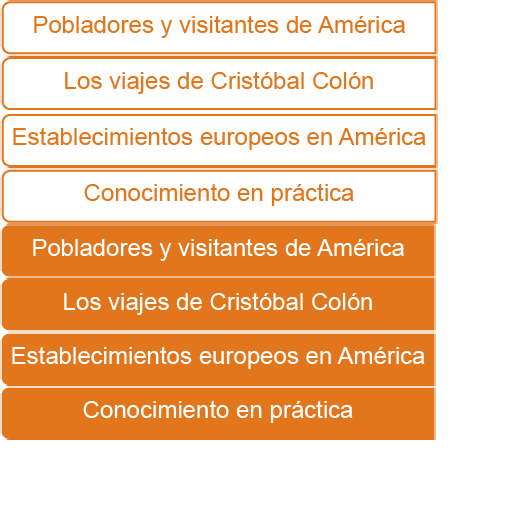 Pobladores y visitantes de América
Los viajes de Cristóbal Colón
Establecimientos europeos en América
Conocimiento en práctica
Pobladores y visitantes de América
Los viajes de Cristóbal Colón
Establecimientos europeos en América
Conocimiento en práctica